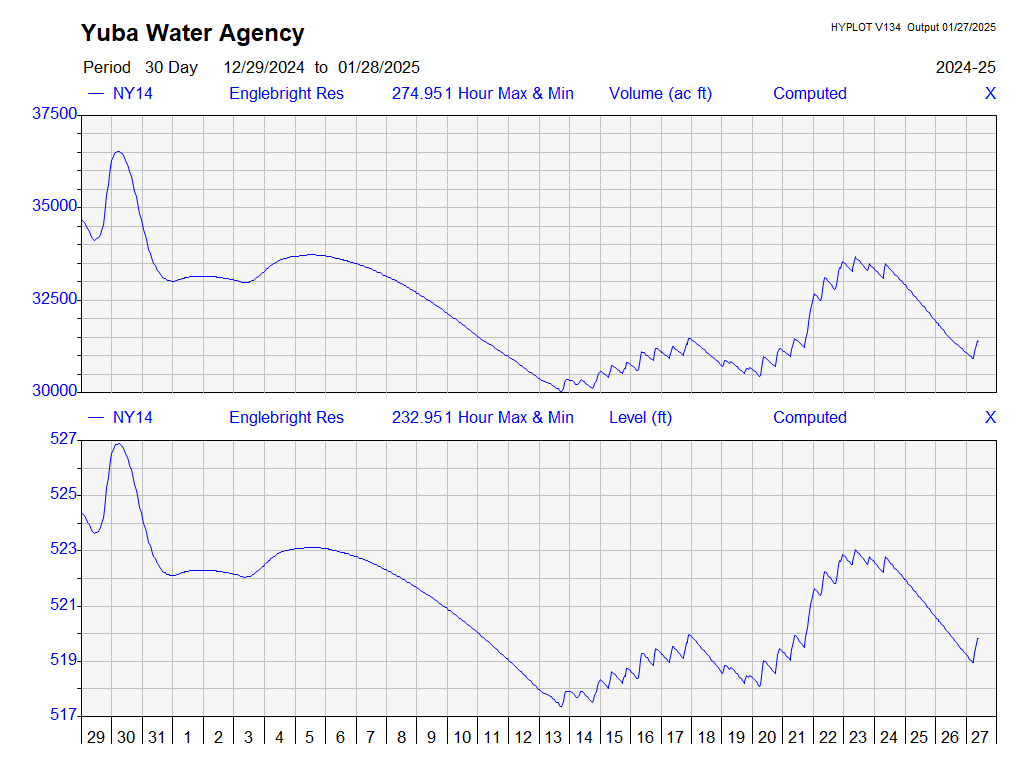 Yuba Water Agency
HYPLOT V134 Output 01/27/2025
Period 30 Day 12/29/2024 to 01/28/2025
2024-25
NY14 Englebright Res 274.951 Hour Max & Min Volume (ac ft) Computed X
37500
35000
32500
30000
NY14 Englebright Res 232.951 Hour Max & Min Level (ft) Computed X
527
525
523
521
519
517
29 30 31 1 2 3 4 5 6 7 8 9 10 11 12 13 14 15 16 17 18 19 20 21 22 23 24 25 26 27